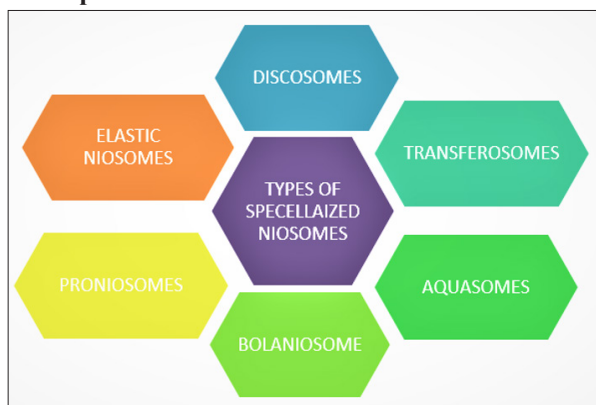 DISCOSOMES
ELASTIC
NIOSOMES
TRANSFEROSOMES
TYPES OF
SPECELLAIZED
NIOSOMES
PRONIOSOMES
AQUASOMES
BOLANIOSOME